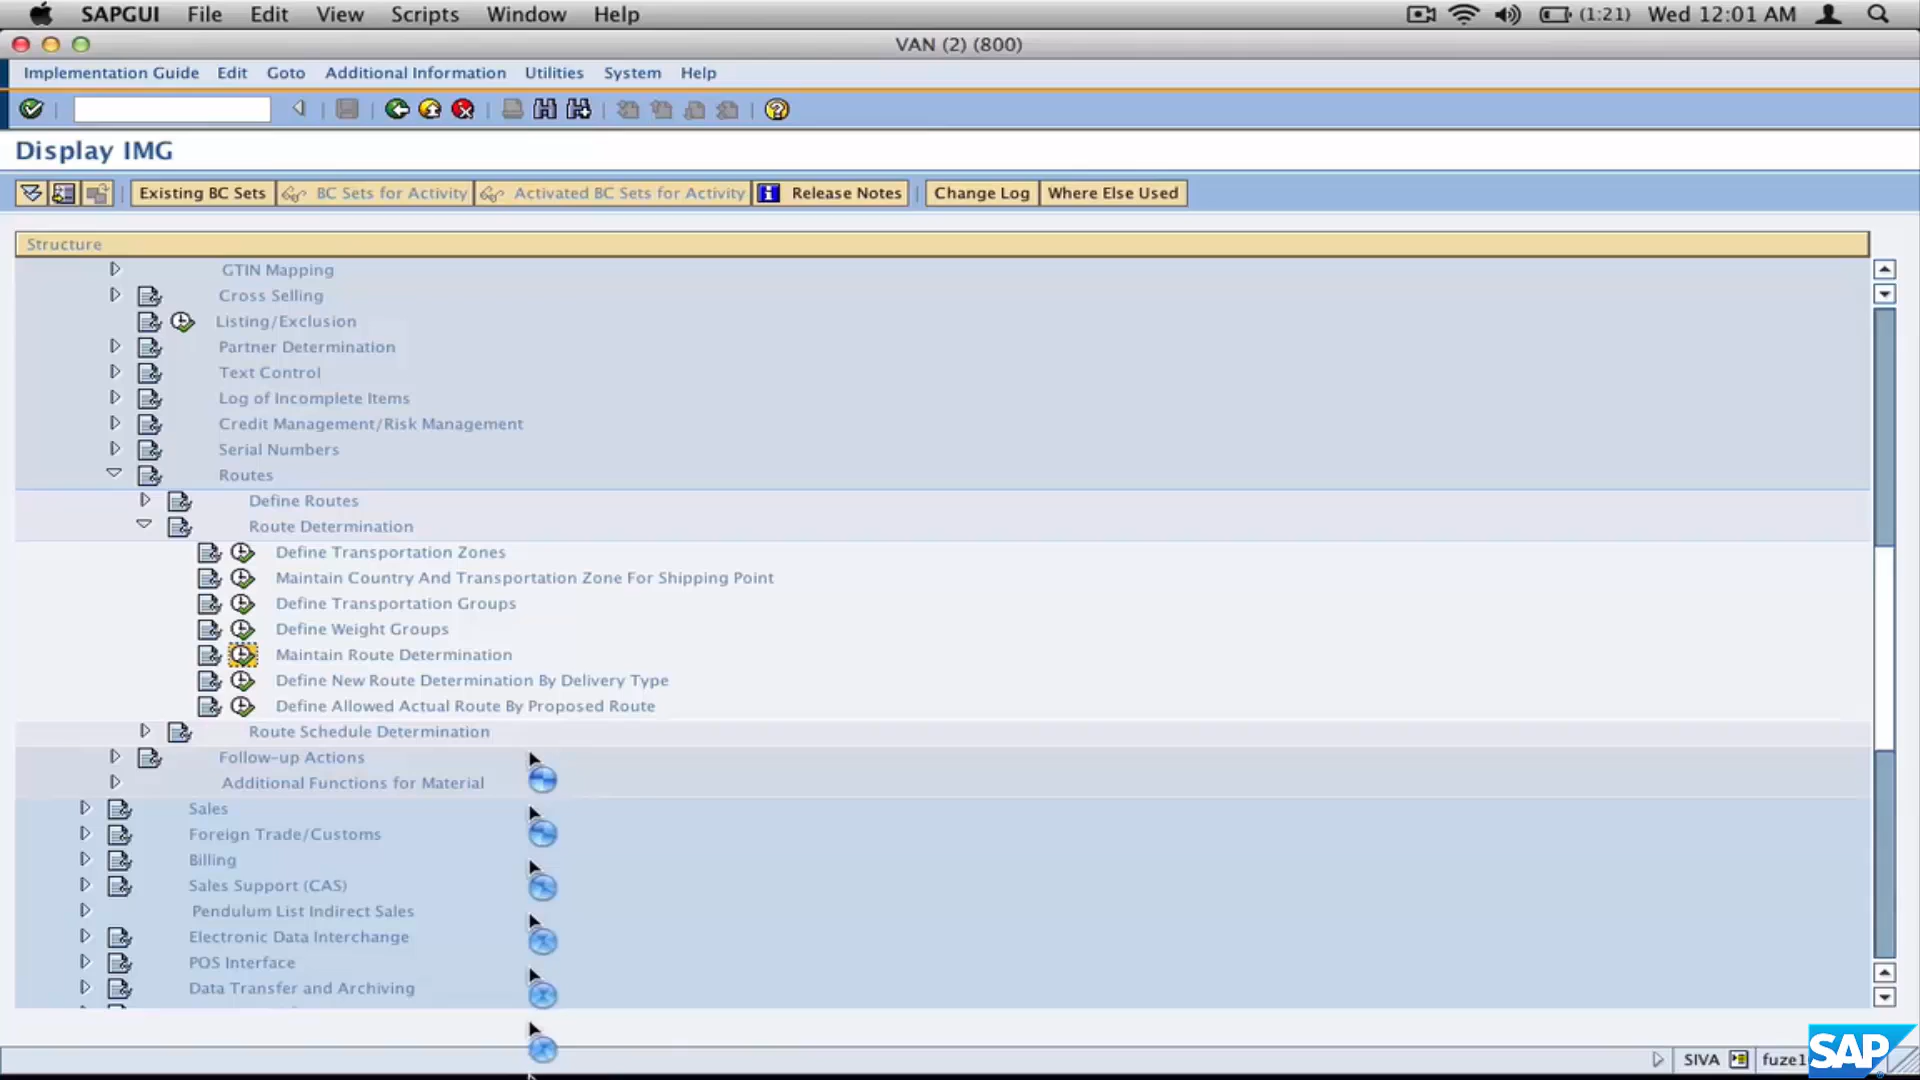 SAPGUI File Edit View Scripts Window Help (1:21) Wed 12:01 AM
VAN (2) (800)
Implementation Guide Edit Goto Additional Information Utilities System Help
Display IMG
Existing BC Sets BC Sets for Activity Activated BC Sets for Activity Release Notes Change Log Where Else Used
Structure
GTIN Mapping
Cross Selling
Listing/Exclusion
Partner Determination
Text Control
Log of Incomplete Items
Credit Management/Risk Management
Serial Numbers
Routes
Define Routes
Route Determination
Define Transportation Zones
Maintain Country And Transportation Zone For Shipping Point
Define Transportation Groups
Define Weight Groups
Maintain Route Determination
Define New Route Determination By Delivery Type
Define Allowed Actual Route By Proposed Route
Route Schedule Determination
Follow-up Actions
Additional Functions for Material
Sales
Foreign Trade/Customs
Billing
Sales Support (CAS)
Pendulum List Indirect Sales
Electronic Data Interchange
POS Interface
Data Transfer and Archiving
SIVA fuze1 SAP